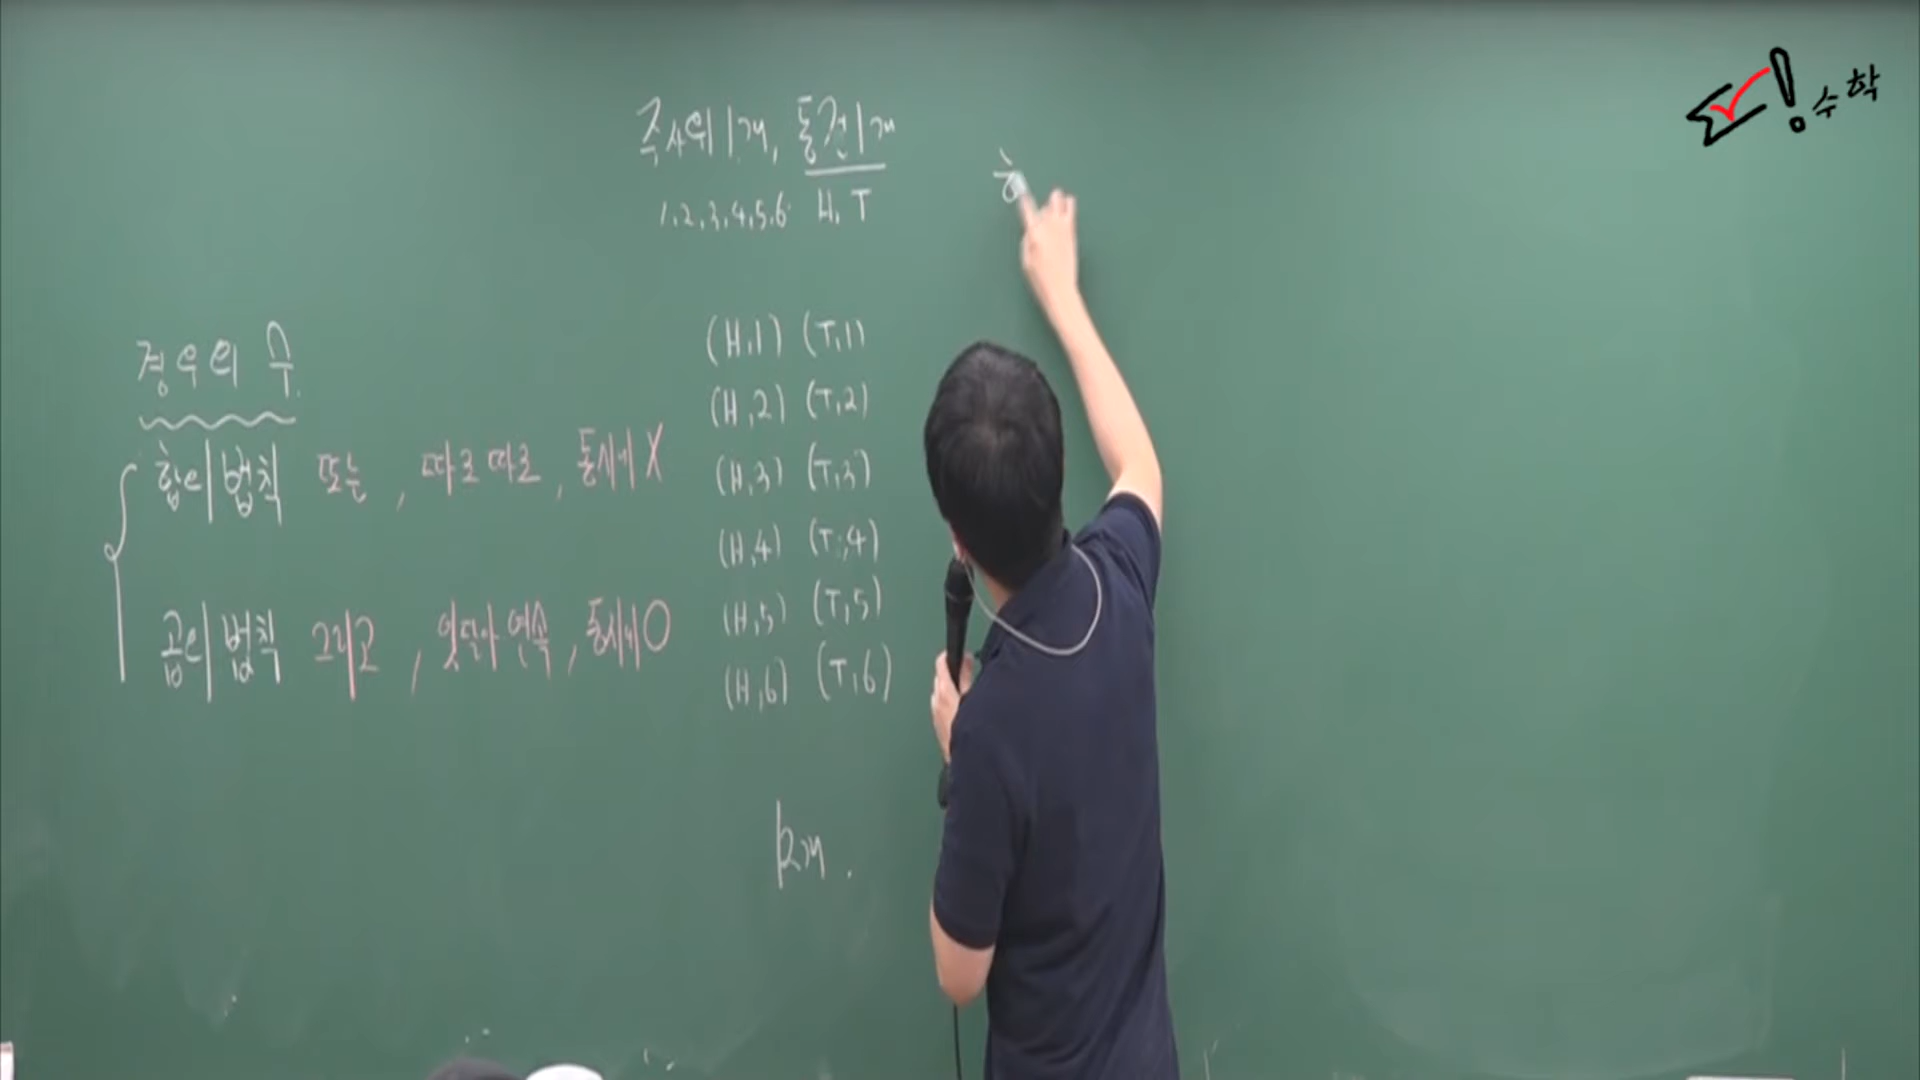 수학
주사위 1개, 동전 1개
1, 2, 3, 4, 5, 6 H, T
경우의 수
합의 법칙 또는, 따로따로, 동시에 X
곱의 법칙 그리고, 잇달아 연속, 동시에 O
(H,1) (T,1)
(H,2) (T,2)
(H,3) (T,3)
(H,4) (T,4)
(H,5) (T,5)
(H,6) (T,6)
12개.